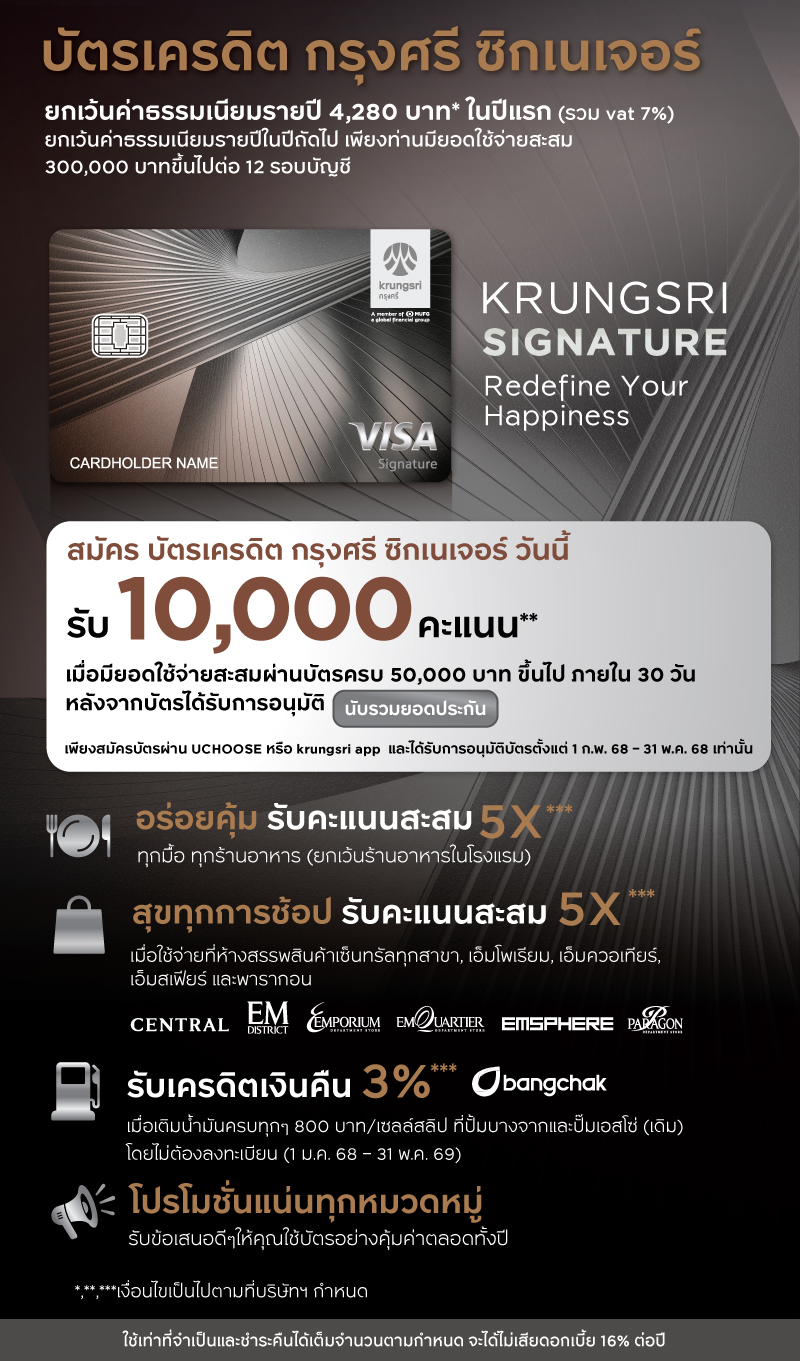 บัตรเครดิต กรุงศรี ซิกเนเจอร์
ยกเว้นค่าธรรมเนียมรายปี 4,280 บาท* ในปีแรก (รวม vat 7%)
ยกเว้นค่าธรรมเนียมรายปีในปีถัดไป เพียงท่านมียอดใช้จ่ายสะสม
300,000 บาทขึ้นไปต่อ 12 รอบบัญชี
krungsri
กรุงศรี
A member of MUFG
a global financial group
VISA
Signature
CARDHOLDER NAME
KRUNGSRI
SIGNATURE
Redefine Your
Happiness
สมัคร บัตรเครดิต กรุงศรี ซิกเนเจอร์ วันนี้
รับ 10,000 คะแนน**
เมื่อมียอดใช้จ่ายสะสมผ่านบัตรครบ 50,000 บาท ขึ้นไป ภายใน 30 วัน
หลังจากบัตรได้รับการอนุมัติ นับรวมยอดประกัน
เพียงสมัครบัตรผ่าน UCHOOSE หรือ krungsri app และได้รับการอนุมัติบัตรตั้งแต่ 1 ก.พ. 68 – 31 พ.ค. 68 เท่านั้น
อร่อยคุ้ม รับคะแนนสะสม 5X***
ทุกมื้อ ทุกร้านอาหาร (ยกเว้นร้านอาหารในโรงแรม)
สุขทุกการช้อป รับคะแนนสะสม 5X***
เมื่อใช้จ่ายที่ห้างสรรพสินค้าเซ็นทรัลทุกสาขา, เอ็มโพเรียม, เอ็มควอเทียร์,
เอ็มสเฟียร์ และพารากอน
CENTRAL EM DISTRICT EMPORIUM DEPARTMENT STORE EMQUARTIER DEPARTMENT STORE EMSPHERE PARAGON DEPARTMENT STORE
รับเครดิตเงินคืน 3%*** bangchak
เมื่อเติมน้ำมันครบทุกๆ 800 บาท/เซลล์สลิป ที่ปั้มบางจากและปั๊มเอสโซ่ (เดิม)
โดยไม่ต้องลงทะเบียน (1 ม.ค. 68 – 31 พ.ค. 69)
โปรโมชั่นแน่นทุกหมวดหมู่
รับข้อเสนอดีๆให้คุณใช้บัตรอย่างคุ้มค่าตลอดทั้งปี
*,**,***เงื่อนไขเป็นไปตามที่บริษัทฯ กำหนด
ใช้เท่าที่จำเป็นและชำระคืนได้เต็มจำนวนตามกำหนด จะได้ไม่เสียดอกเบี้ย 16% ต่อปี